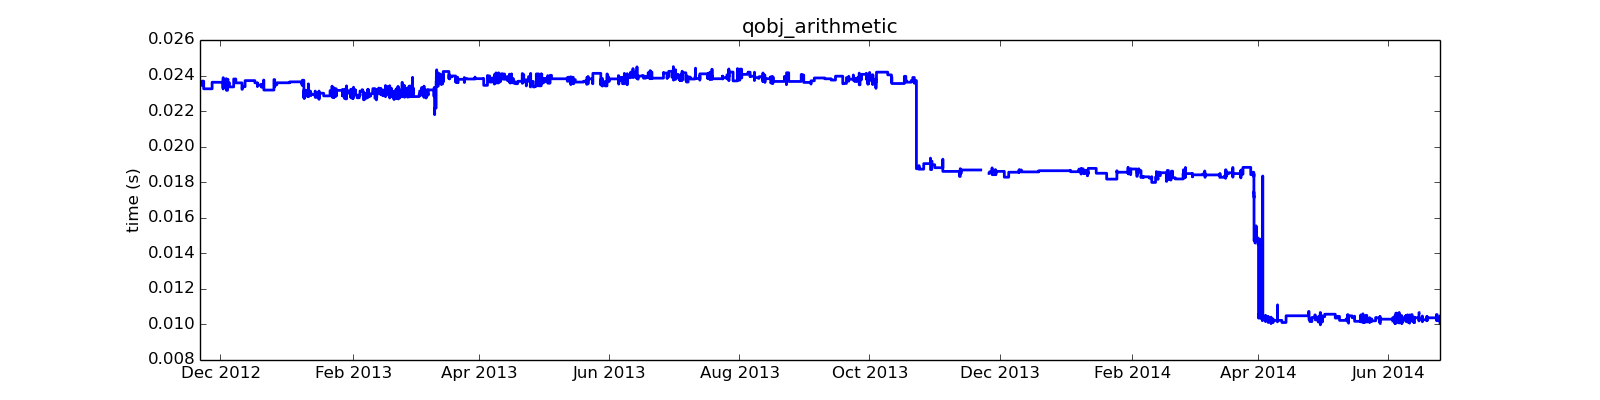 qobj_arithmetic
time (s)
0.026
0.024
0.022
0.020
0.018
0.016
0.014
0.012
0.010
0.008
Dec 2012
Feb 2013
Apr 2013
Jun 2013
Aug 2013
Oct 2013
Dec 2013
Feb 2014
Apr 2014
Jun 2014